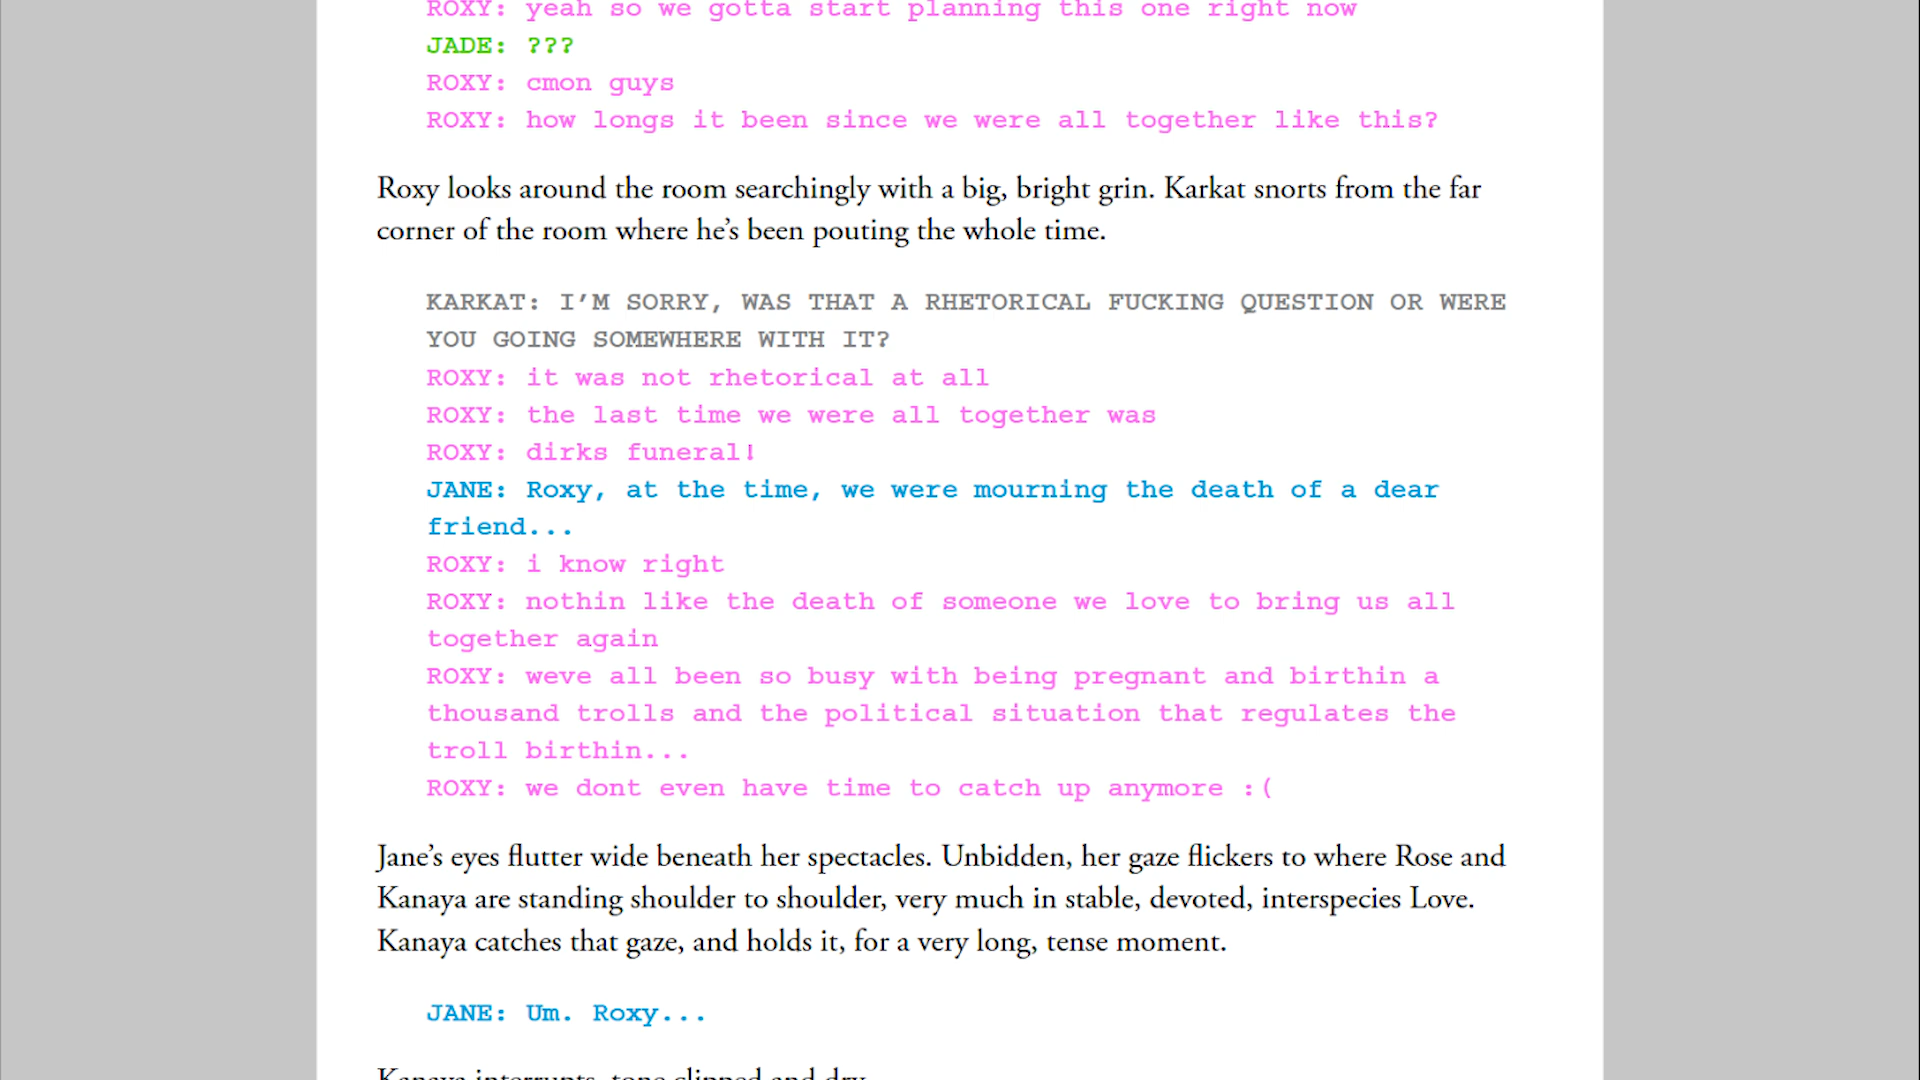 ROXY: yeah so we gotta start planning this one right now
JADE: ???
ROXY: cmon guys
ROXY: how longs it been since we were all together like this?
Roxy looks around the room searchingly with a big, bright grin. Karkat snorts from the far
corner of the room where he’s been pouting the whole time.
KARKAT: I’M SORRY, WAS THAT A RHETORICAL FUCKING QUESTION OR WERE
YOU GOING SOMEWHERE WITH IT?
ROXY: it was not rhetorical at all
ROXY: the last time we were all together was
ROXY: dirks funeral!
JANE: Roxy, at the time, we were mourning the death of a dear
friend...
ROXY: i know right
ROXY: nothin like the death of someone we love to bring us all
together again
ROXY: weve all been so busy with being pregnant and birthin a
thousand trolls and the political situation that regulates the
troll birthin...
ROXY: we dont even have time to catch up anymore :(
Jane’s eyes flutter wide beneath her spectacles. Unbidden, her gaze flickers to where Rose and
Kanaya are standing shoulder to shoulder, very much in stable, devoted, interspecies Love.
Kanaya catches that gaze, and holds it, for a very long, tense moment.
JANE: Um. Roxy...
Kanaya interrupts, tone clipped and dry.